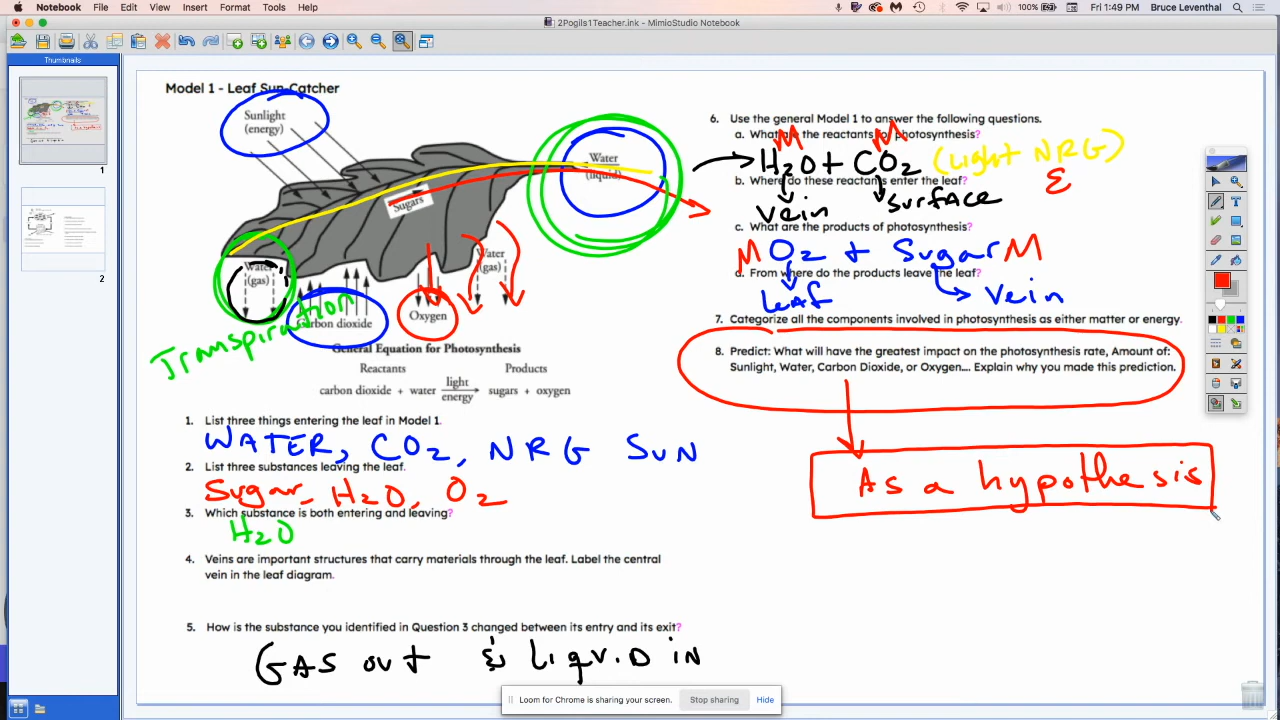 Notebook File Edit View Insert Format Tools Help
100% Fri 1:49 PM Bruce Leventhal
2Pogils1Teacher.ink - MimioStudio Notebook
Thumbnails
1
2
Model 1 - Leaf Sun-Catcher
Sunlight
(energy)
Water
(liquid)
Sugars
Water
(gas)
Water
(gas)
Carbon dioxide
Oxygen
Transpiration
General Equation for Photosynthesis
Reactants Products
carbon dioxide + water light energy sugars + oxygen
1. List three things entering the leaf in Model 1.
WATER, CO2, NRG SUN
2. List three substances leaving the leaf.
Sugar, H2O, O2
3. Which substance is both entering and leaving?
H2O
4. Veins are important structures that carry materials through the leaf. Label the central
vein in the leaf diagram.
5. How is the substance you identified in Question 3 changed between its entry and its exit?
GAS out & LiquiD iN
6. Use the general Model 1 to answer the following questions.
a. What are the reactants of photosynthesis?
M M
H2O + CO2 (Light NRG)
E
b. Where do these reactants enter the leaf?
vein surface
c. What are the products of photosynthesis?
M O2 + Sugar M
d. From where do the products leave the leaf?
leaf vein
7. Categorize all the components involved in photosynthesis as either matter or energy.
8. Predict: What will have the greatest impact on the photosynthesis rate, Amount of:
Sunlight, Water, Carbon Dioxide, or Oxygen.... Explain why you made this prediction.
As a hypothesis
Loom for Chrome is sharing your screen. Stop sharing Hide